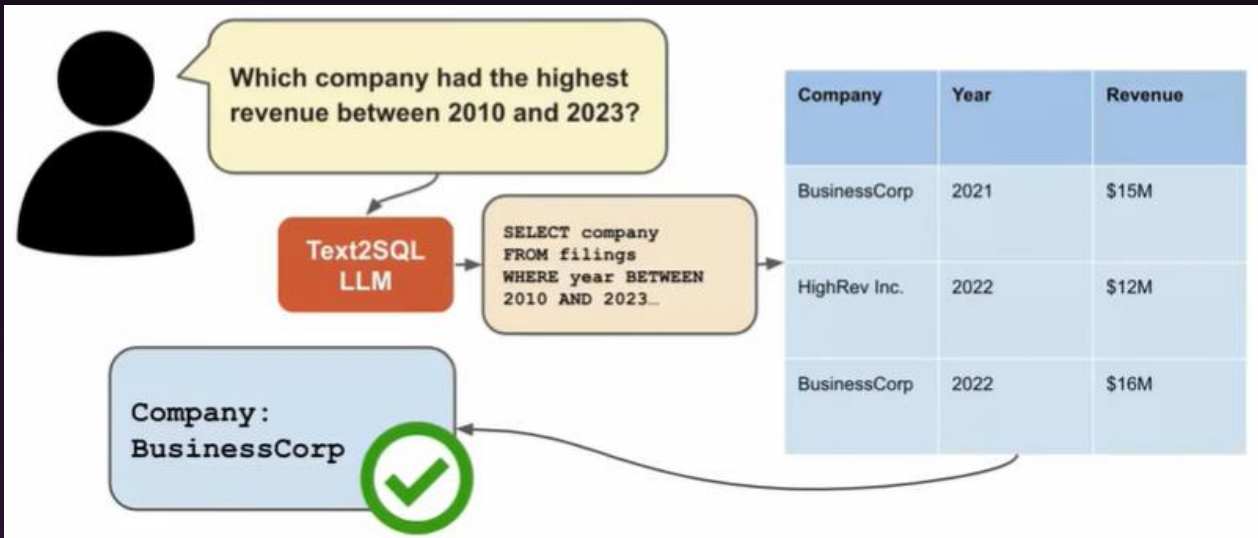 Which company had the highest
revenue between 2010 and 2023?
Text2SQL
LLM
SELECT company
FROM filings
WHERE year BETWEEN
2010 AND 2023…
Company Year Revenue
BusinessCorp 2021 $15M
HighRev Inc. 2022 $12M
BusinessCorp 2022 $16M
Company:
BusinessCorp